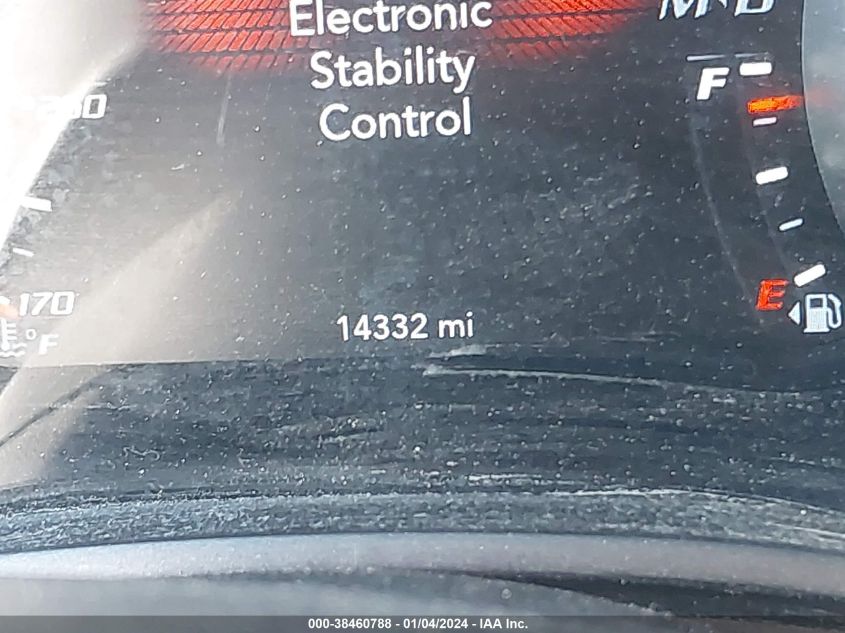 Electronic
Stability
Control
F
170
°F
E
14332 mi
000-38460788 - 01/04/2024 - IAA Inc.